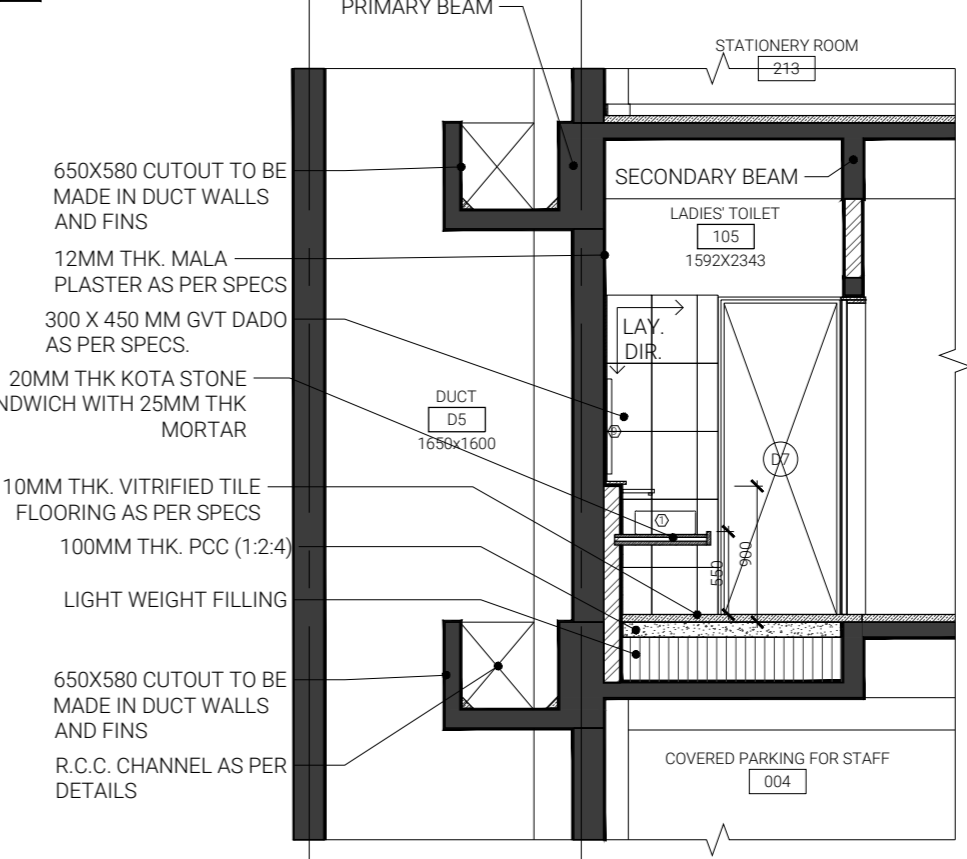 PRIMARY BEAM
STATIONERY ROOM
213
650X580 CUTOUT TO BE
MADE IN DUCT WALLS
AND FINS
SECONDARY BEAM
LADIES' TOILET
105
1592X2343
12MM THK. MALA
PLASTER AS PER SPECS
300 X 450 MM GVT DADO
AS PER SPECS.
LAY.
DIR.
20MM THK KOTA STONE
NDWICH WITH 25MM THK
MORTAR
DUCT
D5
1650x1600
D7
10MM THK. VITRIFIED TILE
FLOORING AS PER SPECS
1
550
900
100MM THK. PCC (1:2:4)
LIGHT WEIGHT FILLING
650X580 CUTOUT TO BE
MADE IN DUCT WALLS
AND FINS
R.C.C. CHANNEL AS PER
DETAILS
COVERED PARKING FOR STAFF
004